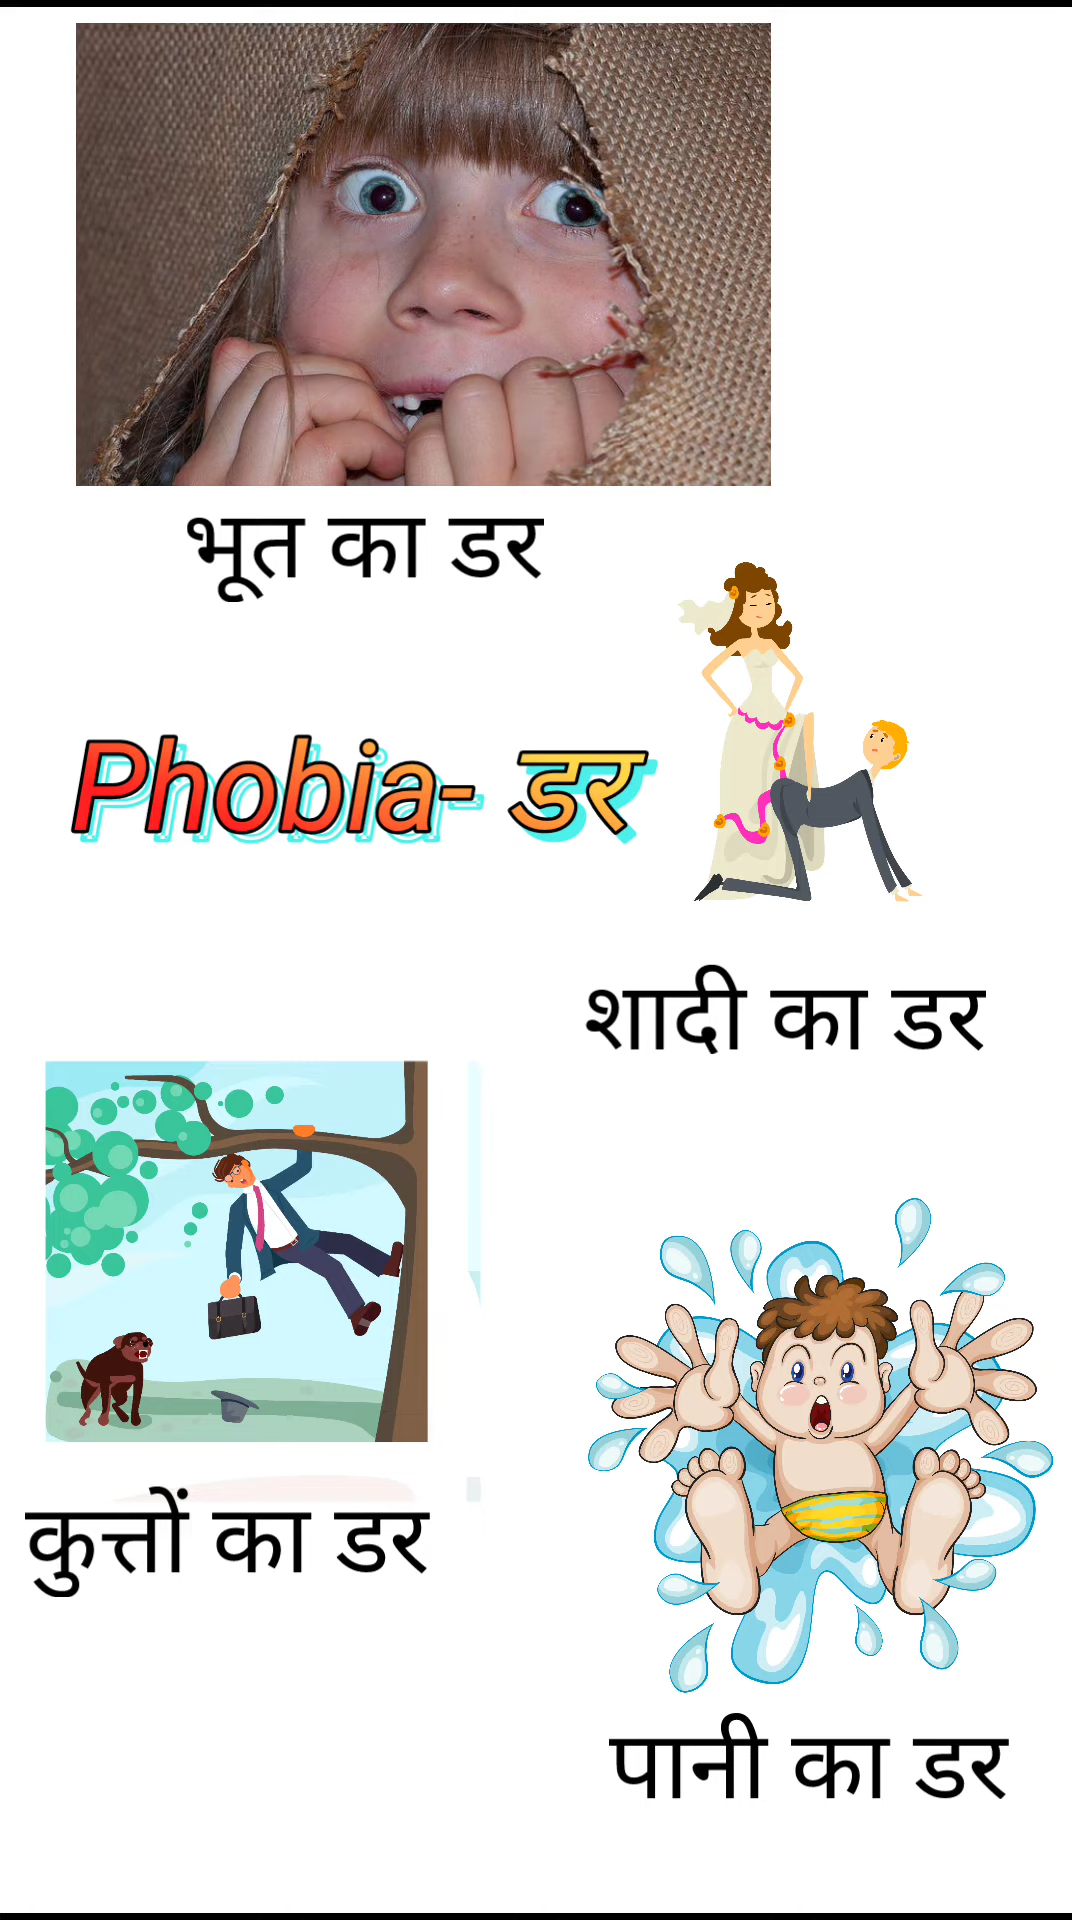 भूत का डर
Phobia- डर
शादी का डर
कुत्तों का डर
पानी का डर